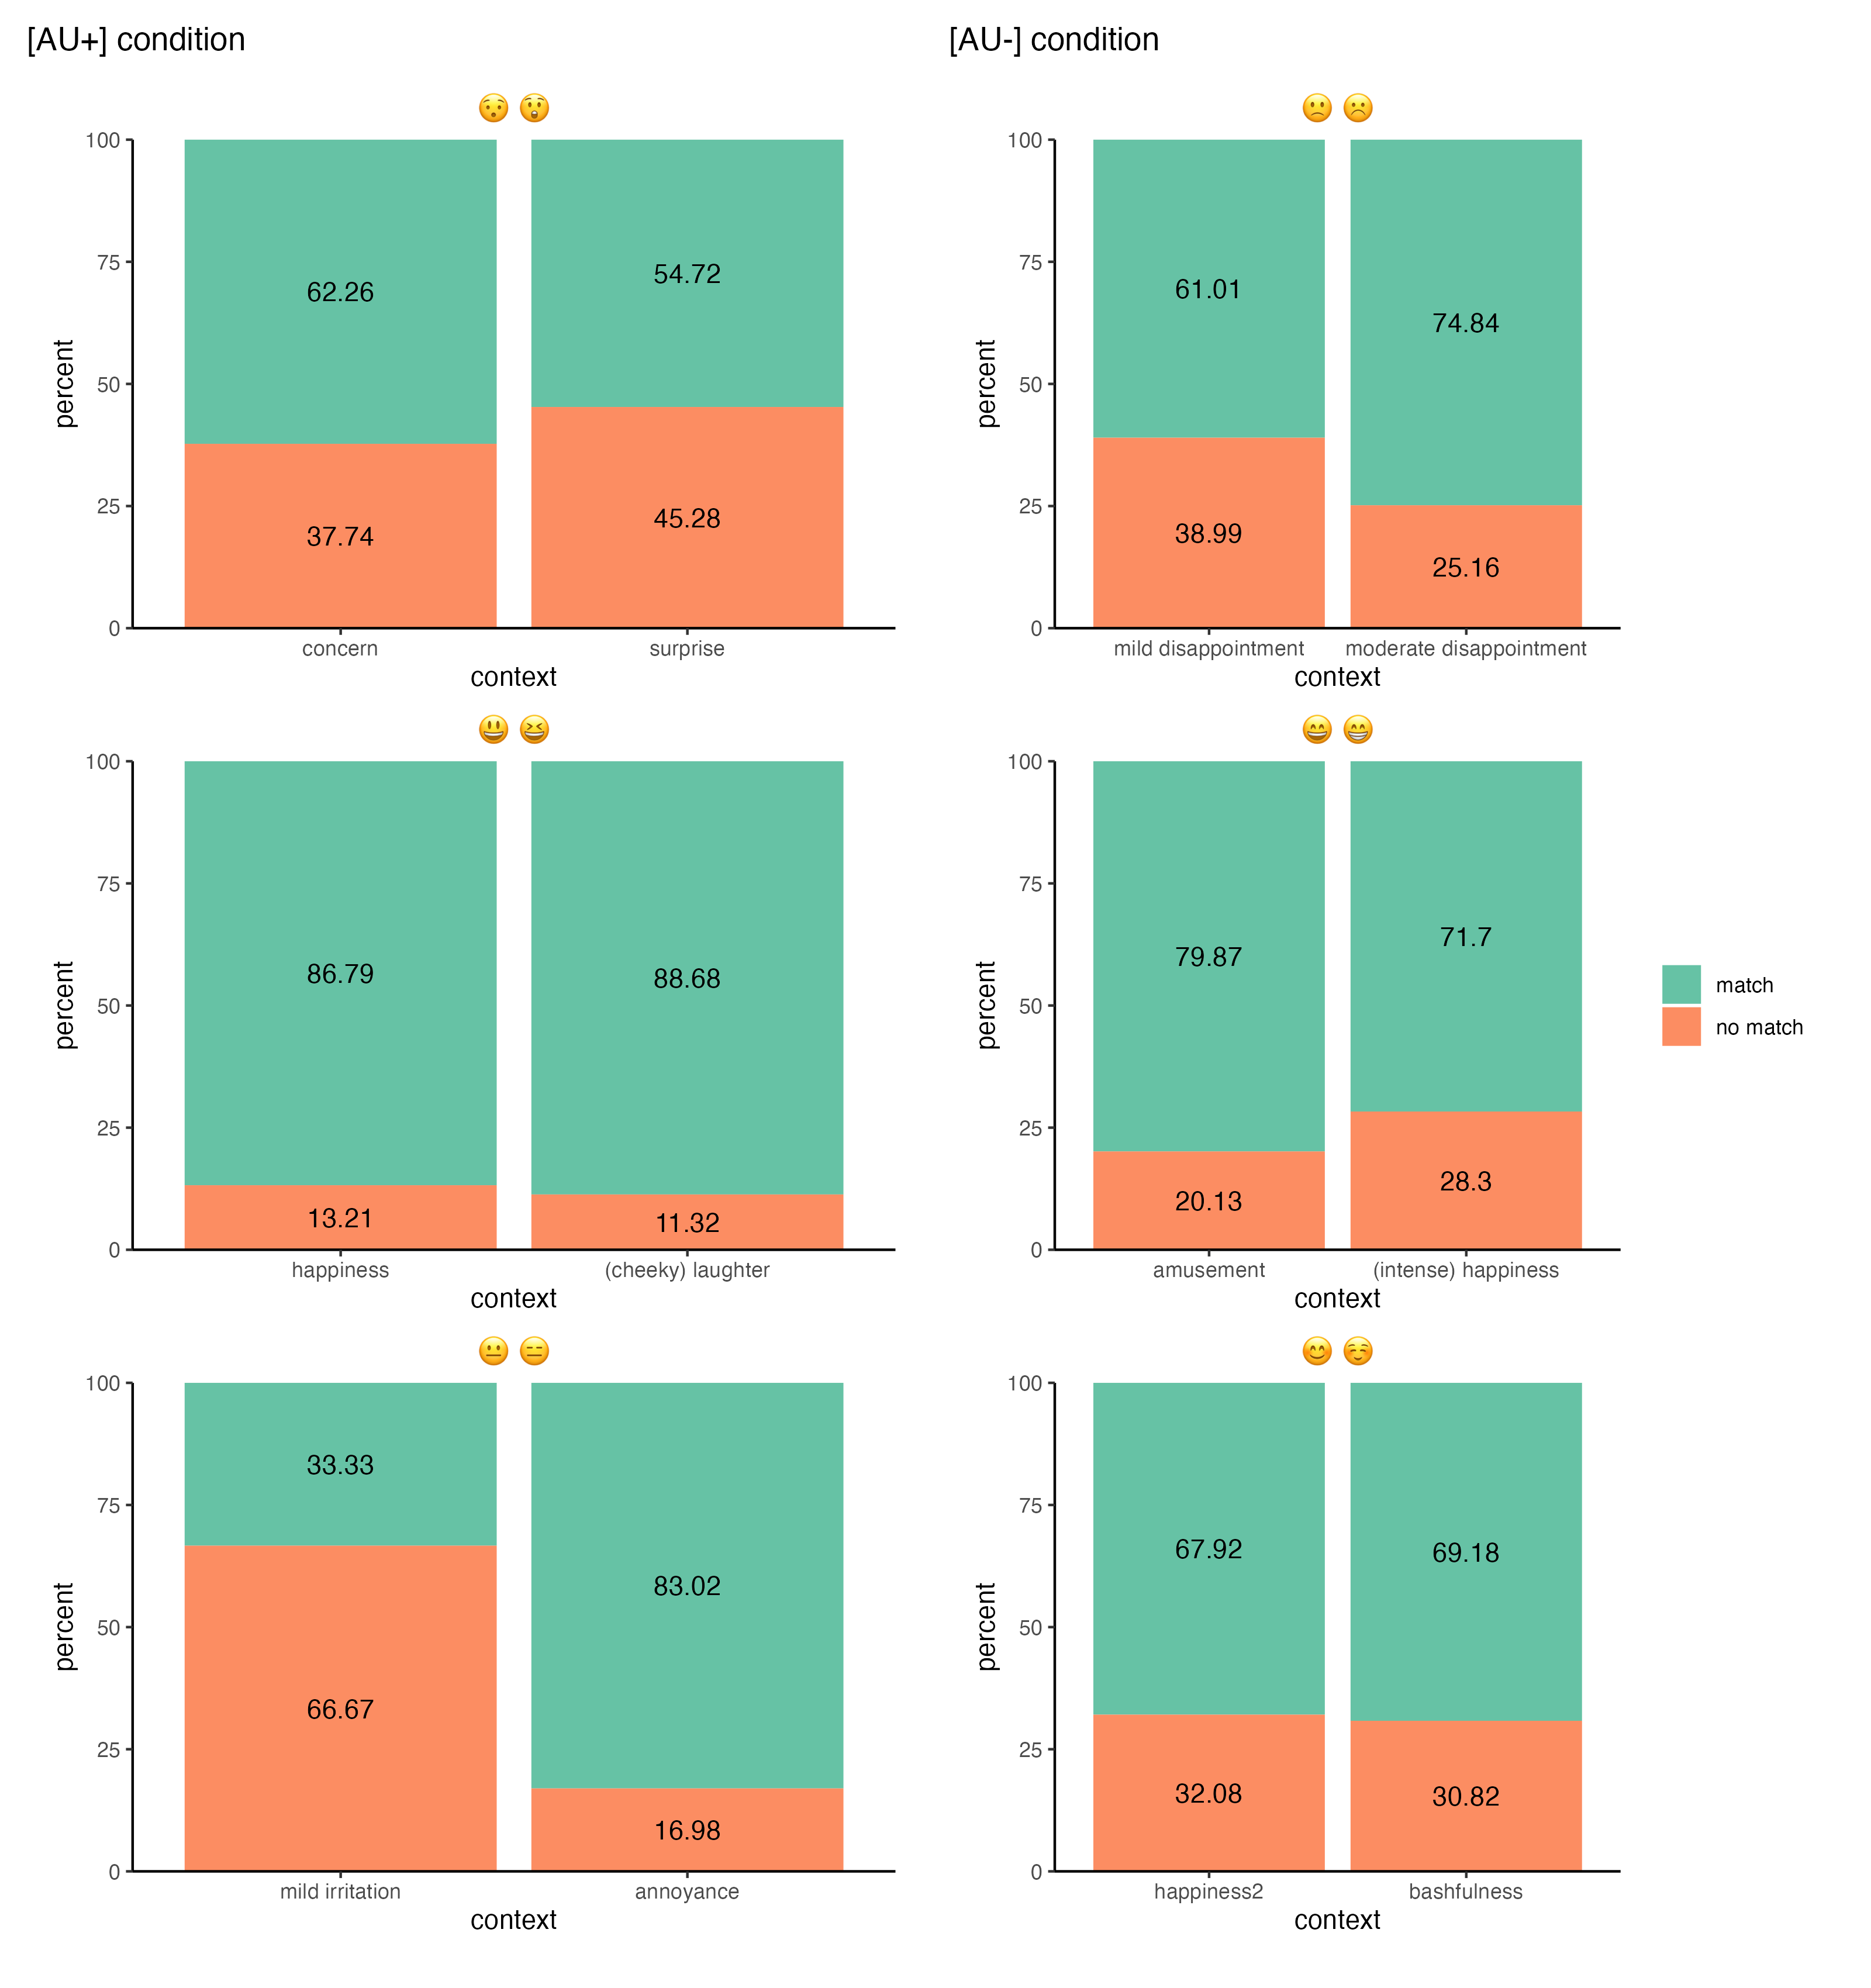 [AU+] condition
[AU-] condition
😯 😲
100
75
50
25
0
percent
62.26
54.72
37.74
45.28
concern surprise
context
🙁 ☹️
100
75
50
25
0
percent
61.01
74.84
38.99
25.16
mild disappointment moderate disappointment
context
😃 😆
100
75
50
25
0
percent
86.79
88.68
13.21
11.32
happiness (cheeky) laughter
context
😄 😁
100
75
50
25
0
percent
79.87
71.7
20.13
28.3
amusement (intense) happiness
context
match
no match
😐 😑
100
75
50
25
0
percent
33.33
83.02
66.67
16.98
mild irritation annoyance
context
😊 ☺️
100
75
50
25
0
percent
67.92
69.18
32.08
30.82
happiness2 bashfulness
context